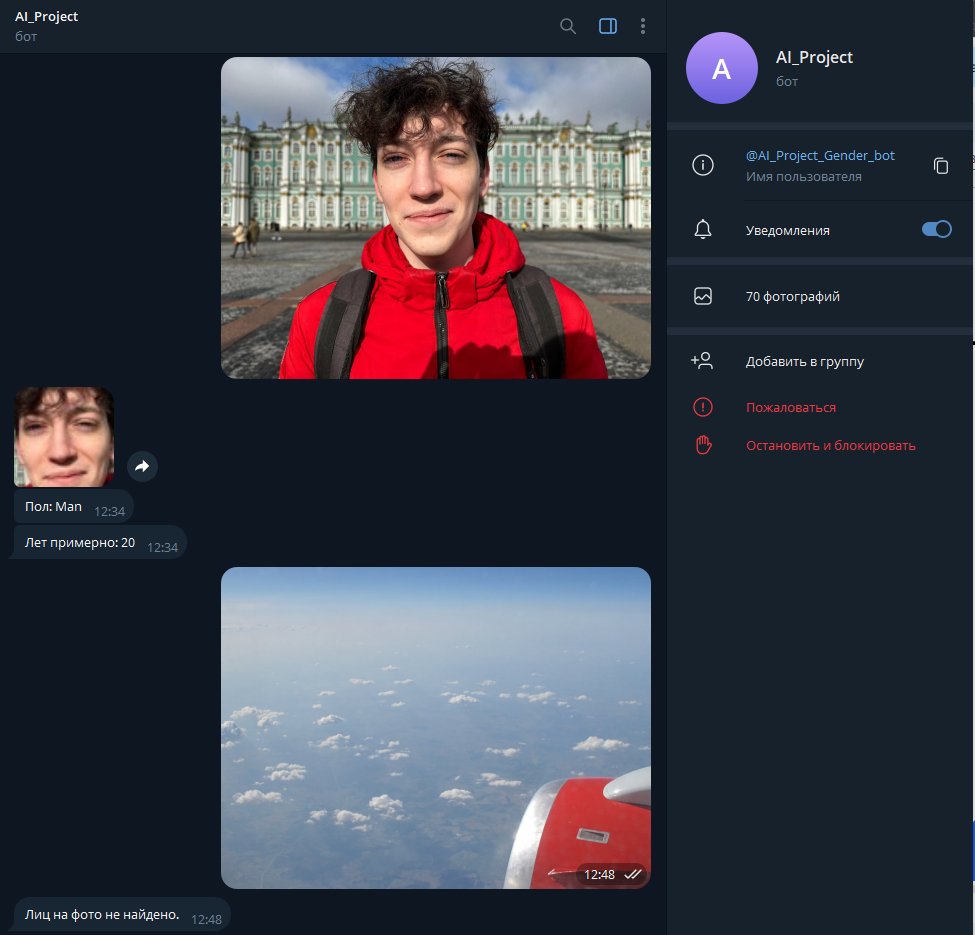 AI_Project
бот
Пол: Man 12:34
Лет примерно: 20 12:34
12:48
Лиц на фото не найдено. 12:48
A
AI_Project
бот
@AI_Project_Gender_bot
Имя пользователя
Уведомления
70 фотографий
Добавить в группу
Пожаловаться
Остановить и блокировать